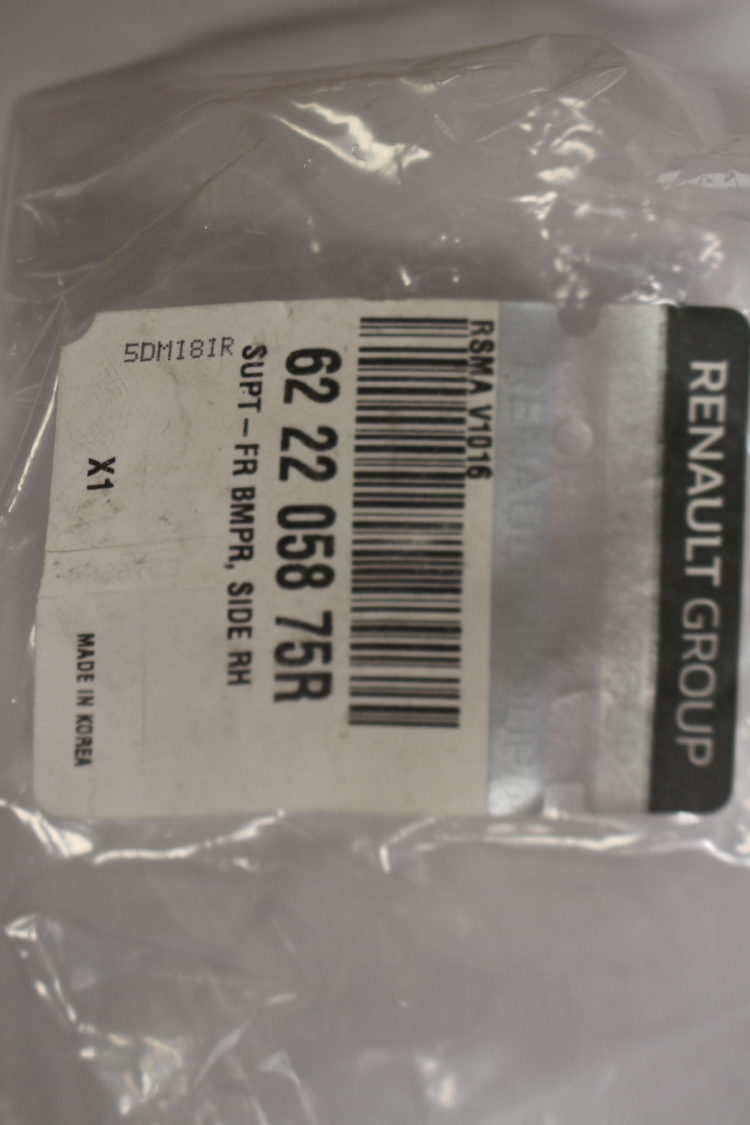 RENAULT GROUP
RSMA V1016
62 22 058 75R
SUPT-FR BMPR, SIDE RH
5DM181R
X1
MADE IN KOREA